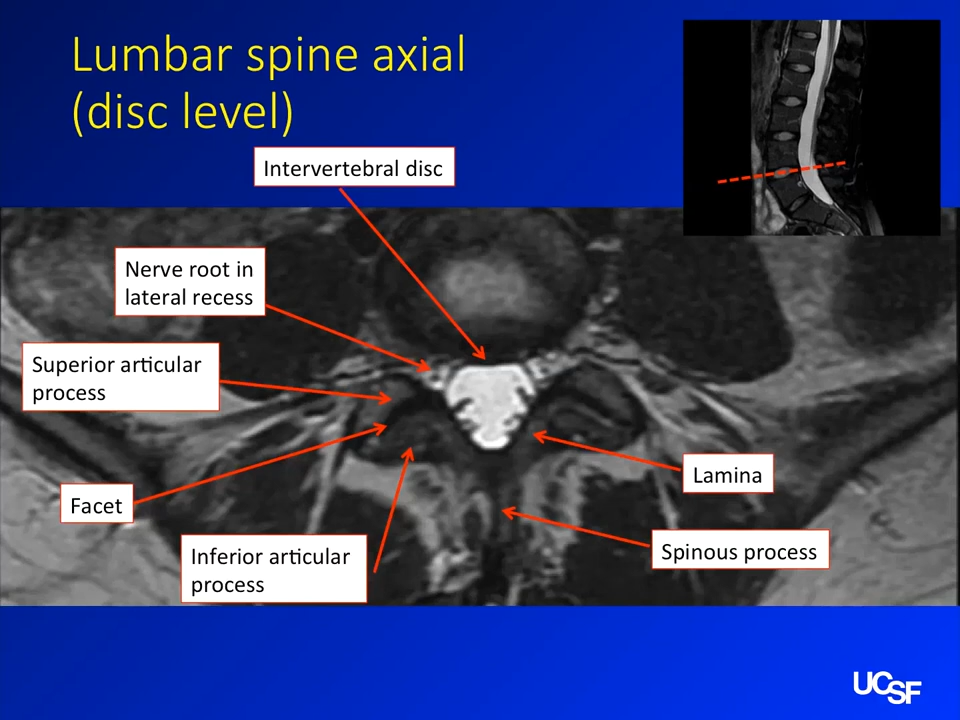 Lumbar spine axial
(disc level)
Intervertebral disc
Nerve root in
lateral recess
Superior articular
process
Facet
Inferior articular
process
Lamina
Spinous process
UCSF